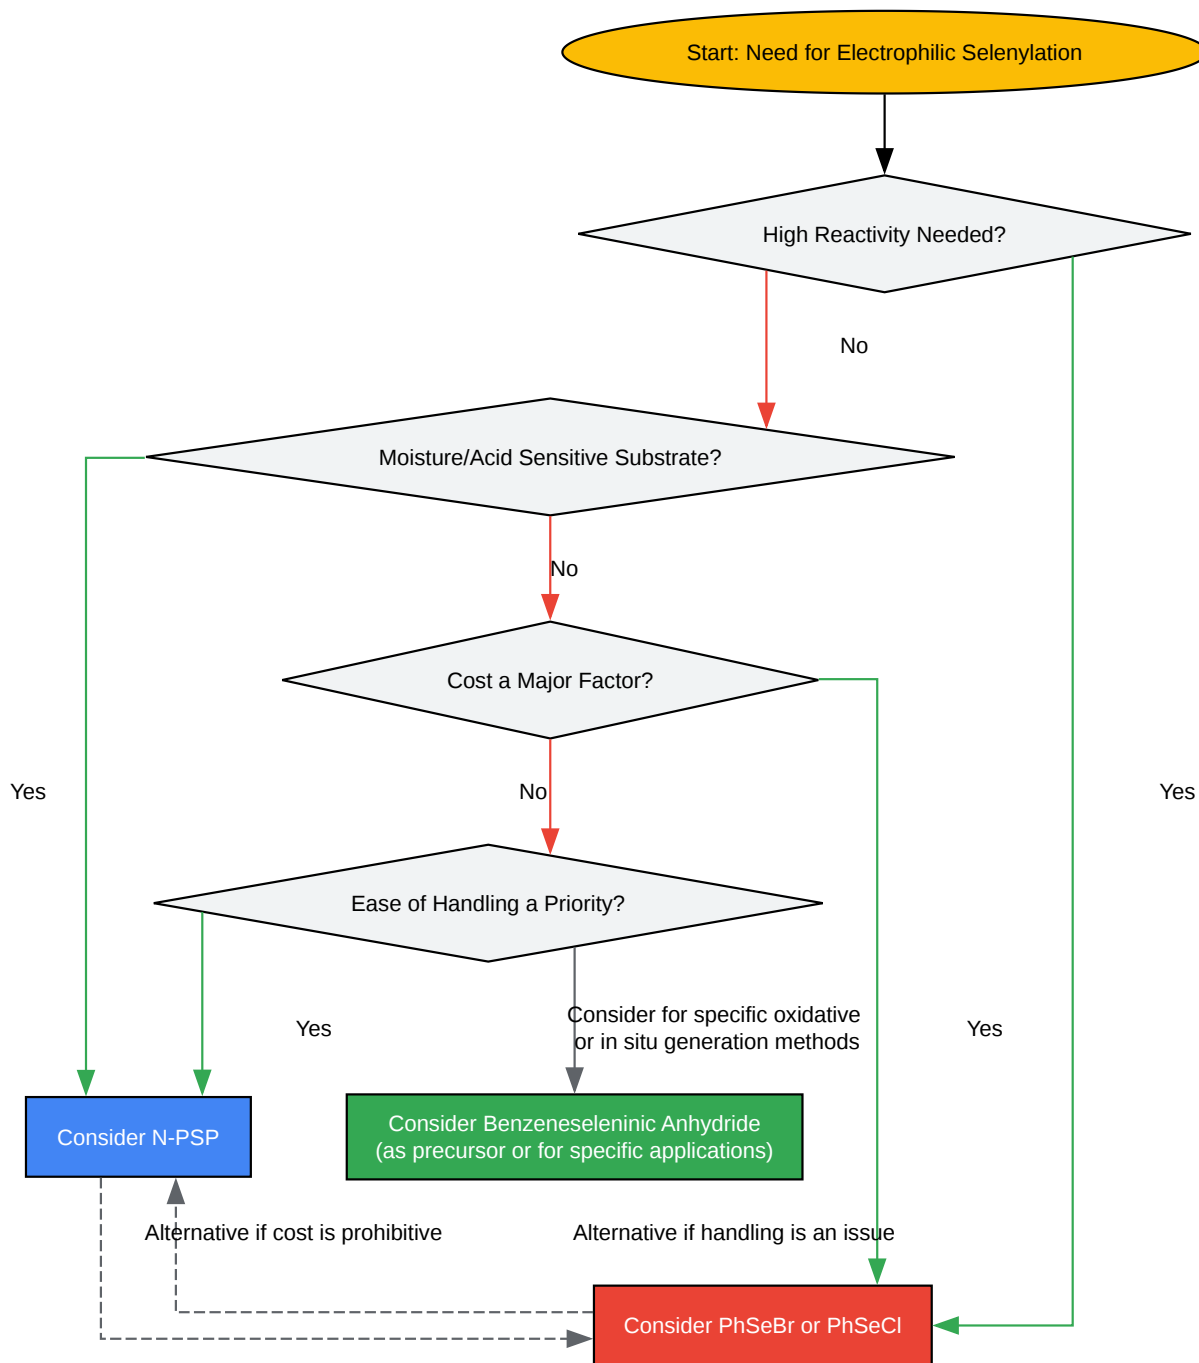 Start: Need for Electrophilic Selenylation
High Reactivity Needed?
No
Moisture/Acid Sensitive Substrate?
No
Cost a Major Factor?
Yes
No
Yes
Ease of Handling a Priority?
Yes
Consider for specific oxidative
or in situ generation methods
Yes
Consider N-PSP
Consider Benzeneseleninic Anhydride
(as precursor or for specific applications)
Alternative if cost is prohibitive
Alternative if handling is an issue
Consider PhSeBr or PhSeCl